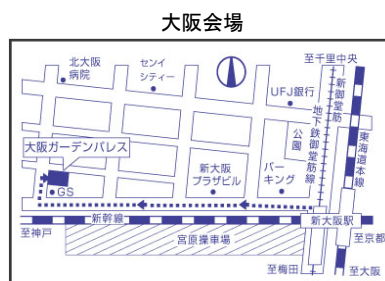 大阪会場
至千里中央
北大阪
病院
センイ
シティー
UFJ銀行
新御堂筋
地下鉄御堂筋線
東海道本線
公園
大阪ガーデンパレス
新大阪
プラザビル
パー
キング
GS
新幹線
新大阪駅
至神戸
宮原操車場
至京都
至梅田
至大阪